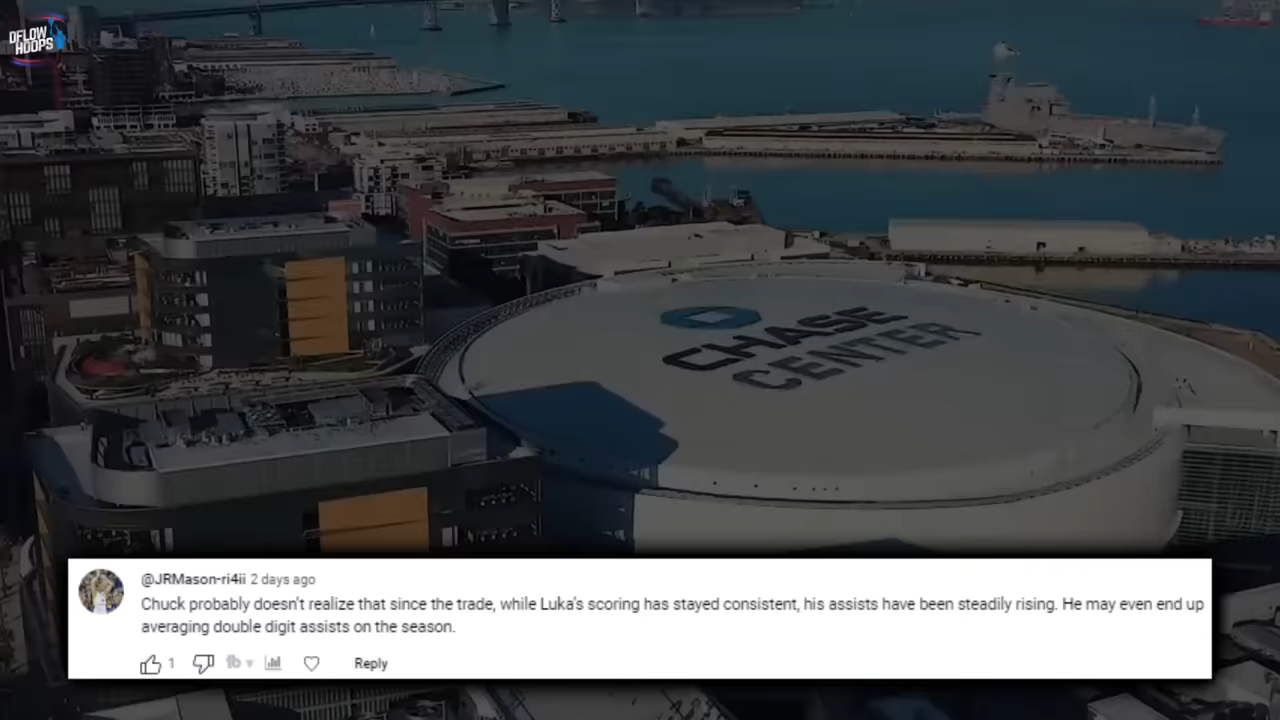 DFLOW
HOOPS
CHASE
CENTER
@JRMason-ri4ii 2 days ago
Chuck probably doesn't realize that since the trade, while Luka's scoring has stayed consistent, his assists have been steadily rising. He may even end up
averaging double digit assists on the season.
1
Reply